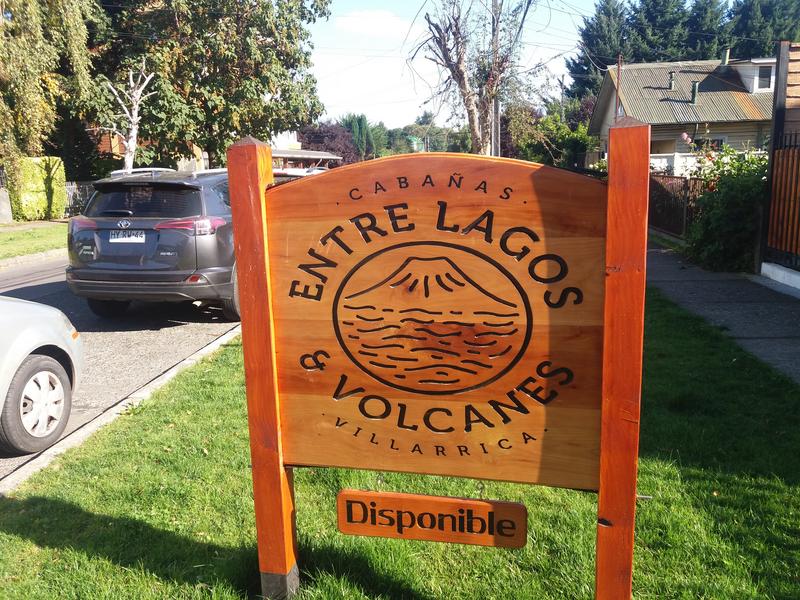 · CABAÑAS ·
ENTRE LAGOS
& VOLCANES
· VILLARRICA ·
Disponible